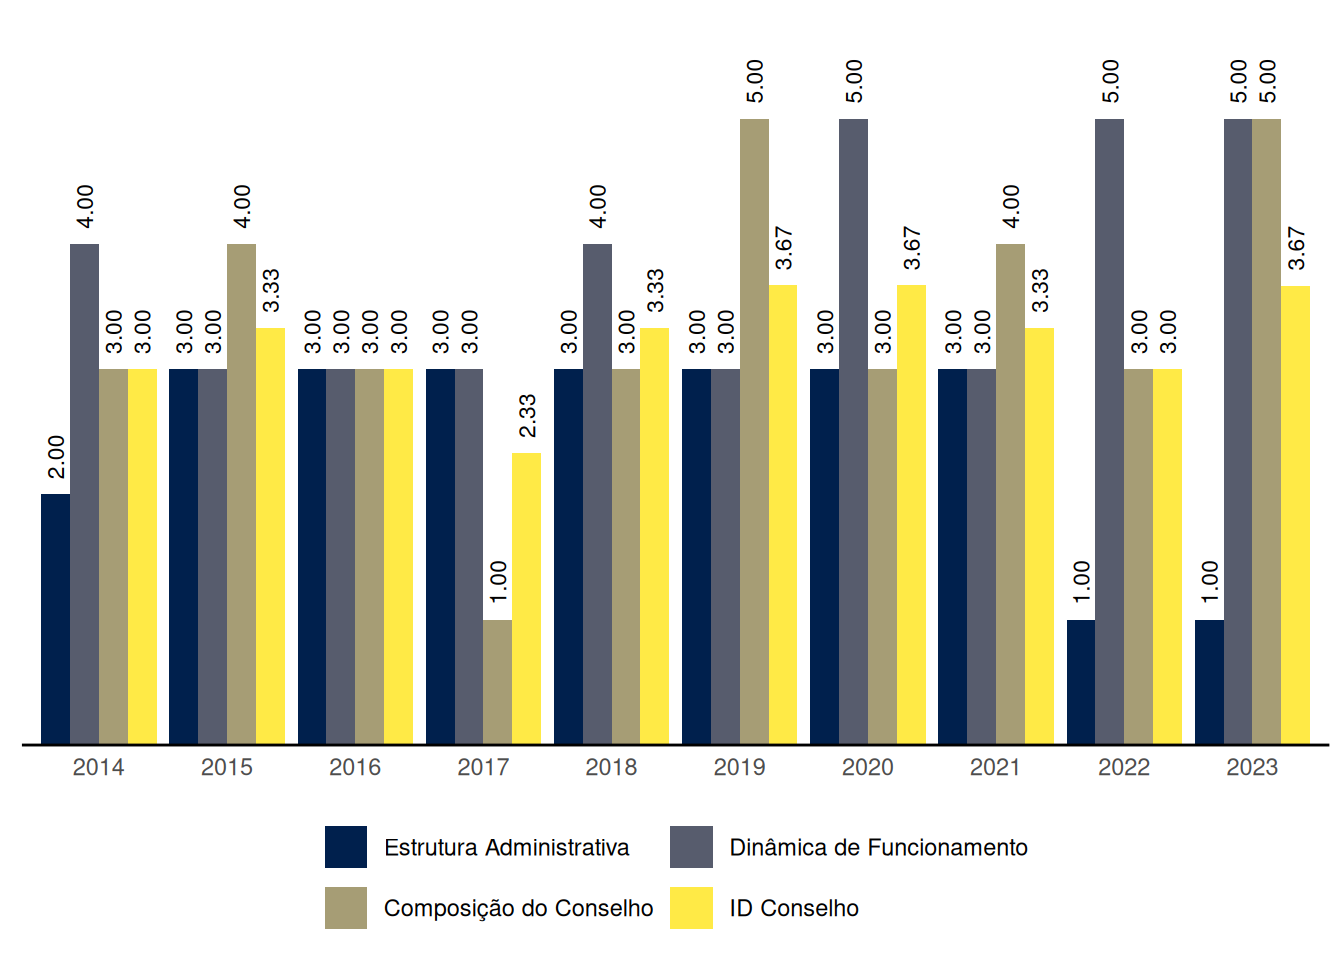 2.00 4.00 3.00 3.00 3.00 3.00 4.00 3.33 3.00 3.00 3.00 3.00 3.00 3.00 1.00 2.33 3.00 4.00 3.00 3.33 3.00 3.00 5.00 3.67 3.00 5.00 3.00 3.67 3.00 3.00 4.00 3.33 1.00 5.00 3.00 3.00 1.00 5.00 5.00 3.67
2014 2015 2016 2017 2018 2019 2020 2021 2022 2023
Estrutura Administrativa Dinâmica de Funcionamento
Composição do Conselho ID Conselho